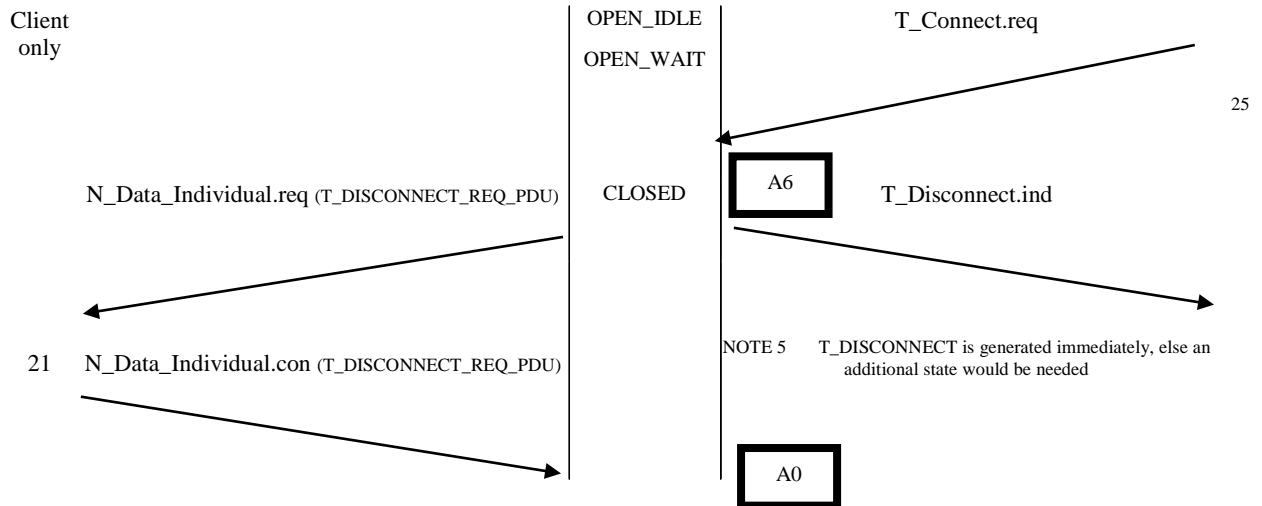 Client only
OPEN_IDLE
T_Connect.req
OPEN_WAIT
25
N_Data_Individual.req (T_DISCONNECT_REQ_PDU)
CLOSED
A6
T_Disconnect.ind
21 N_Data_Individual.con (T_DISCONNECT_REQ_PDU)
NOTE 5 T_DISCONNECT is generated immediately, else an
additional state would be needed
A0